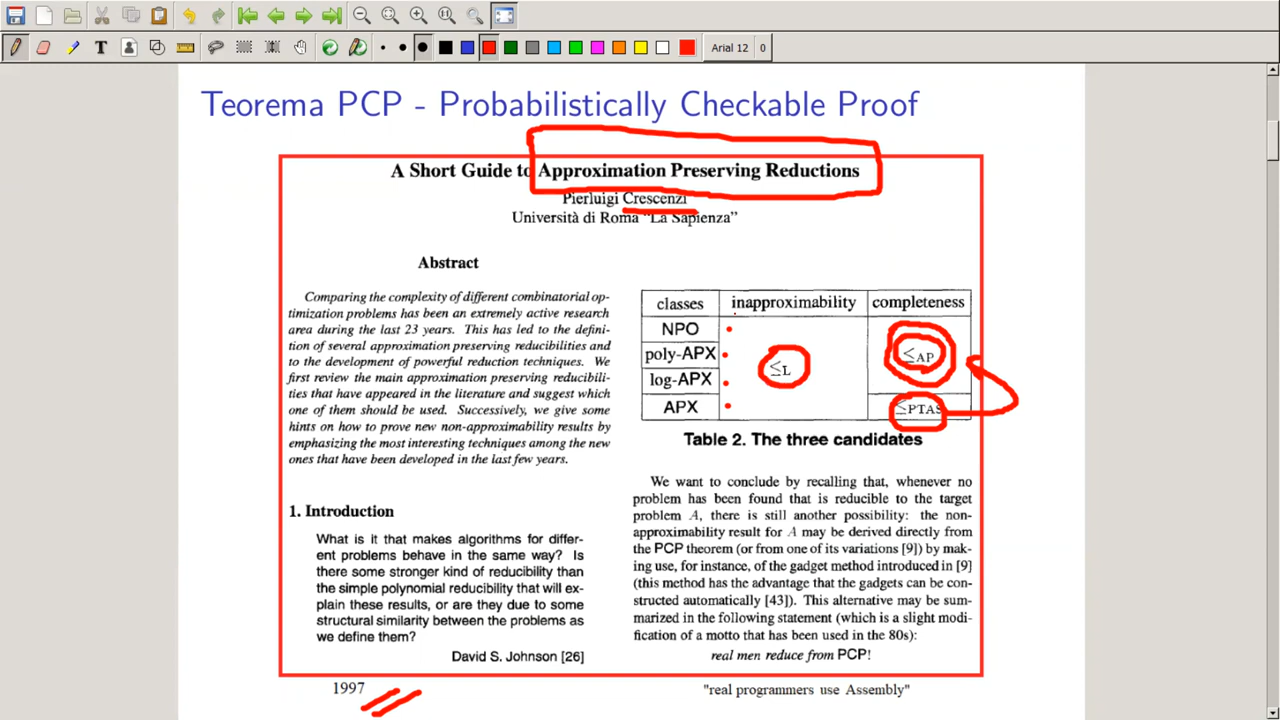 Arial 12 0
Teorema PCP - Probabilistically Checkable Proof
A Short Guide to Approximation Preserving Reductions
Pierluigi Crescenzi
Università di Roma "La Sapienza"
Abstract
Comparing the complexity of different combinatorial op-
timization problems has been an extremely active research
area during the last 23 years. This has led to the defini-
tion of several approximation preserving reducibilities and
to the development of powerful reduction techniques. We
first review the main approximation preserving reducibili-
ties that have appeared in the literature and suggest which
one of them should be used. Successively, we give some
hints on how to prove new non-approximability results by
emphasizing the most interesting techniques among the new
ones that have been developed in the last few years.
1. Introduction
What is it that makes algorithms for differ-
ent problems behave in the same way? Is
there some stronger kind of reducibility than
the simple polynomial reducibility that will ex-
plain these results, or are they due to some
structural similarity between the problems as
we define them?
David S. Johnson [26]
classes inapproximability completeness
NPO
poly-APX ≤L ≤AP
log-APX
APX ≤PTAS
Table 2. The three candidates
We want to conclude by recalling that, whenever no
problem has been found that is reducible to the target
problem A, there is still another possibility: the non-
approximability result for A may be derived directly from
the PCP theorem (or from one of its variations [9]) by mak-
ing use, for instance, of the gadget method introduced in [9]
(this method has the advantage that the gadgets can be con-
structed automatically [43]). This alternative may be sum-
marized in the following statement (which is a slight modi-
fication of a motto that has been used in the 80s):
real men reduce from PCP!
1997
"real programmers use Assembly"